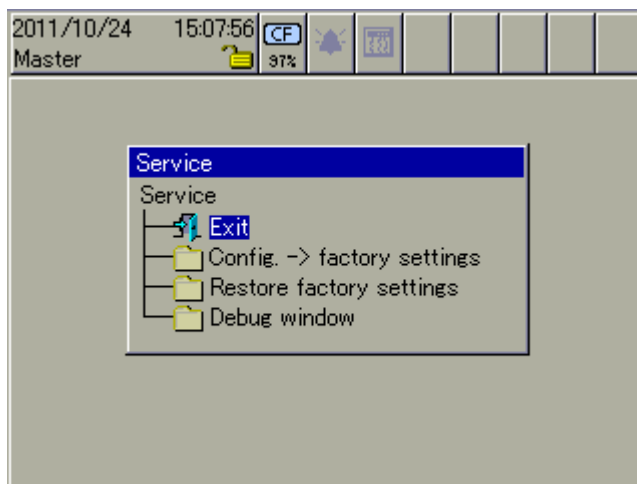 2011/10/24 15:07:56
Master
CF
97%
Service
Service
Exit
Config. -> factory settings
Restore factory settings
Debug window